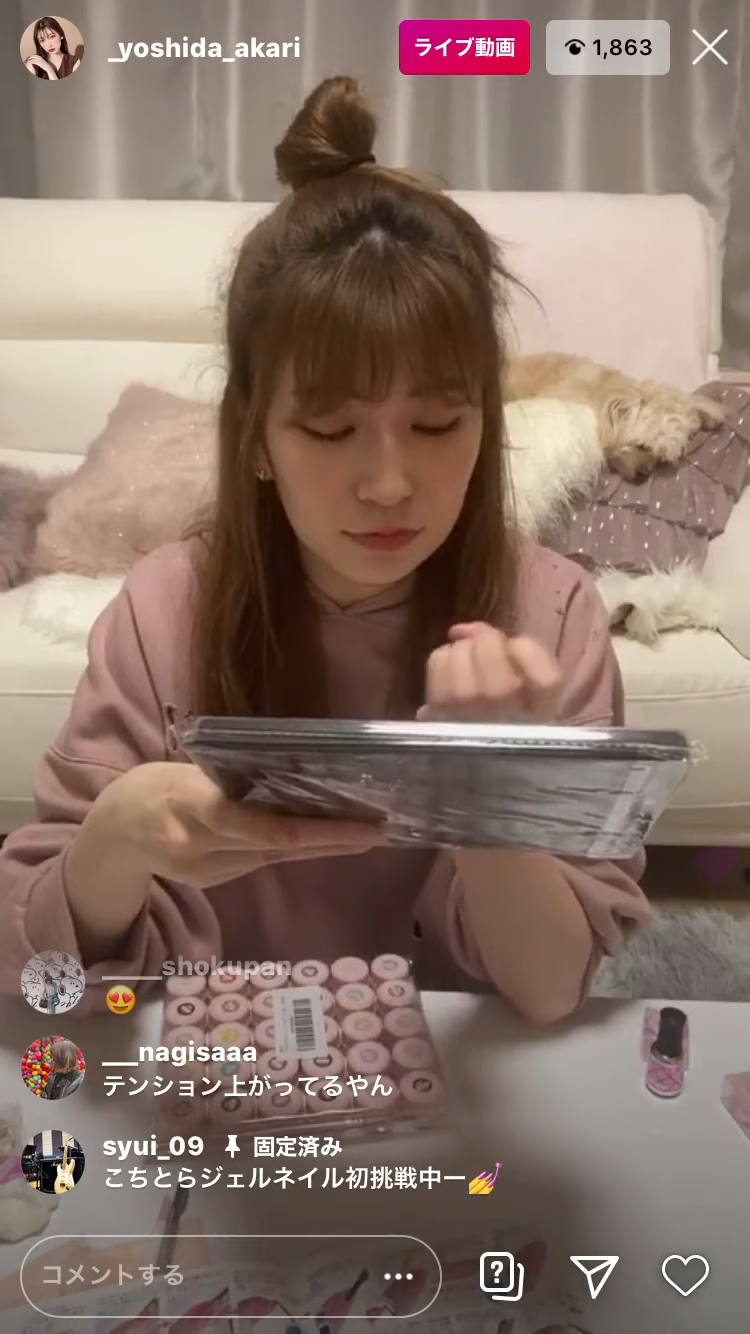 _yoshida_akari
ライブ動画
1,863
____shokupan
😍
___nagisaaa
テンション上がってるやん
syui_09 固定済み
こちとらジェルネイル初挑戦中ー💅
コメントする